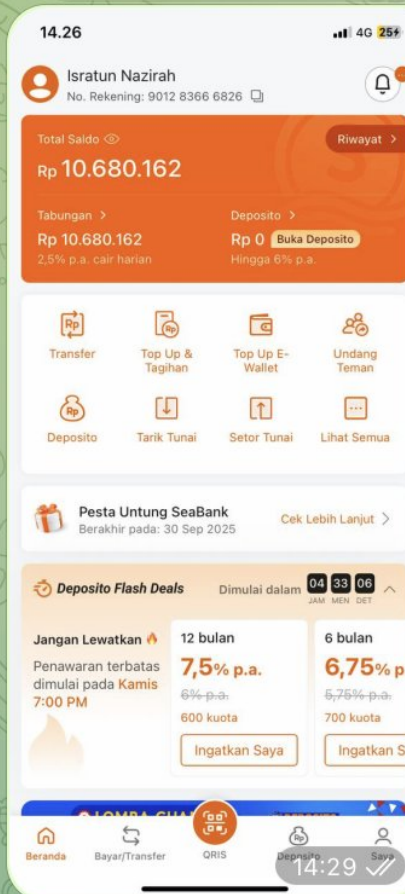 14.26
4G 25
Isratun Nazirah
No. Rekening: 9012 8366 6826
Total Saldo
Riwayat >
Rp 10.680.162
Tabungan >
Deposito >
Rp 10.680.162
Rp 0 Buka Deposito
2,5% p.a. cair harian
Hingga 6% p.a.
Transfer
Top Up & Tagihan
Top Up E-Wallet
Undang Teman
Deposito
Tarik Tunai
Setor Tunai
Lihat Semua
Pesta Untung SeaBank
Berakhir pada: 30 Sep 2025
Cek Lebih Lanjut >
Deposito Flash Deals
Dimulai dalam 04 33 06
JAM MEN DET
Jangan Lewatkan
Penawaran terbatas
dimulai pada Kamis
7:00 PM
12 bulan
7,5% p.a.
6% p.a.
600 kuota
Ingatkan Saya
6 bulan
6,75% p
5,75% p.a.
700 kuota
Ingatkan S
Beranda
Bayar/Transfer
QRIS
Deposito
Saya
14:29